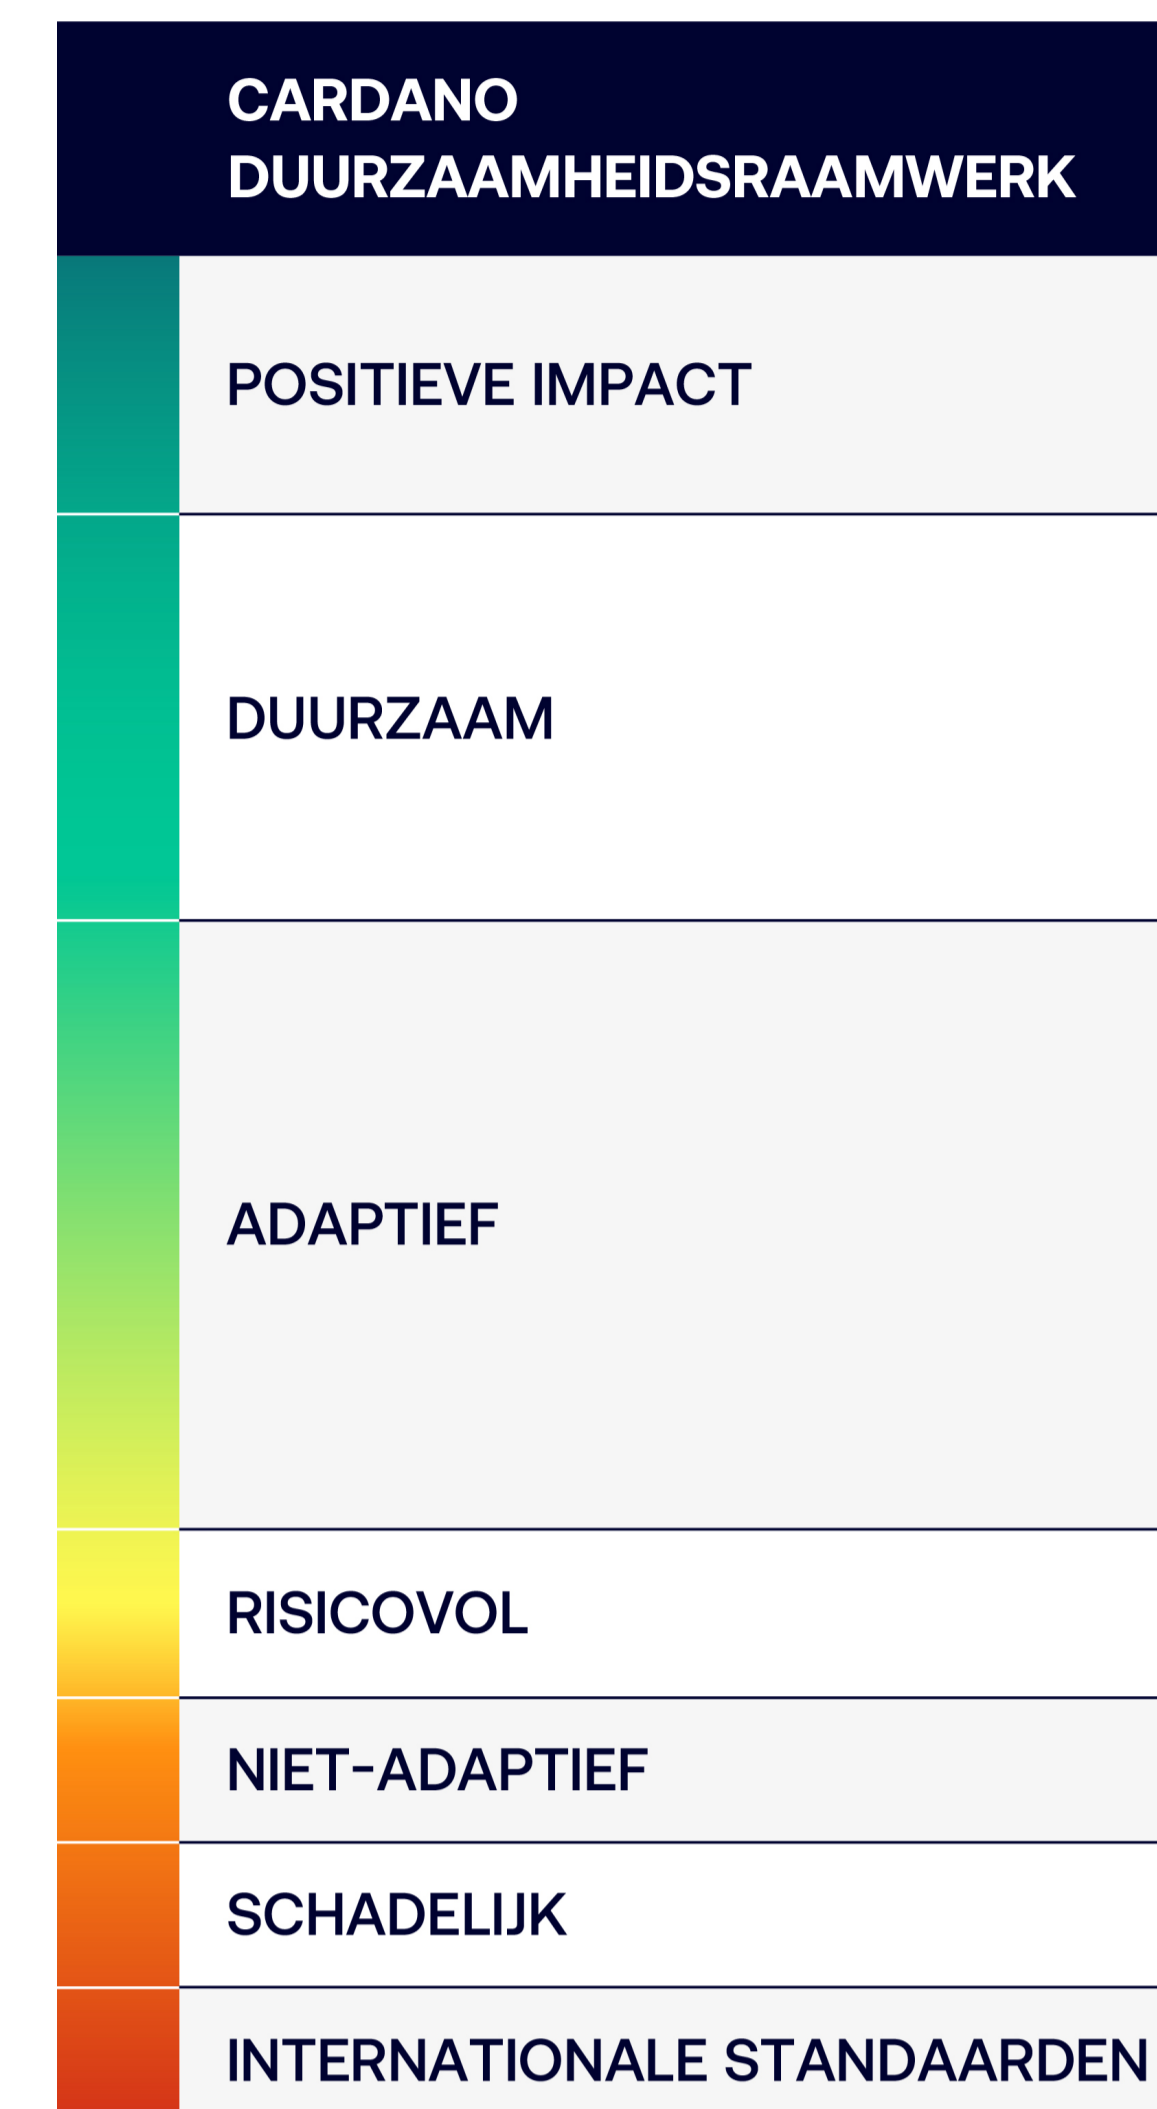 CARDANO
DUURZAAMHEIDSRAAMWERK
POSITIEVE IMPACT
DUURZAAM
ADAPTIEF
RISICOVOL
NIET-ADAPTIEF
SCHADELIJK
INTERNATIONALE STANDAARDEN